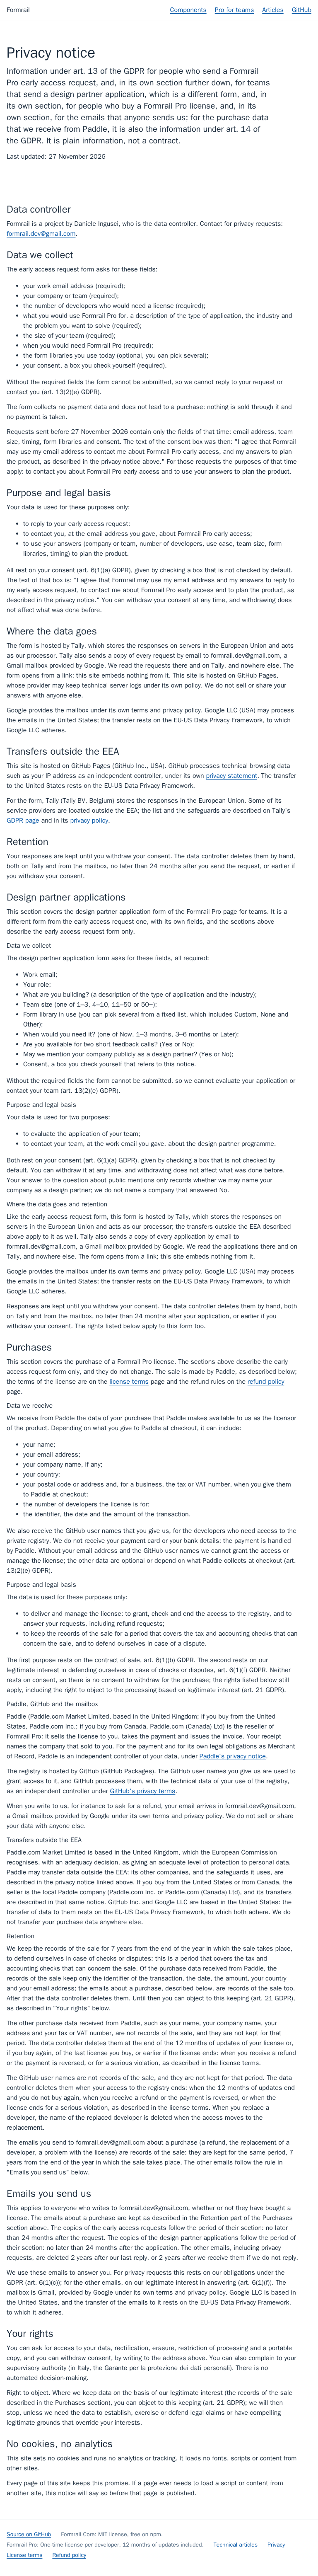 Formrail
Components Pro for teams Articles GitHub
Privacy notice
Information under art. 13 of the GDPR for people who send a Formrail
Pro early access request, and, in its own section further down, for teams
that send a design partner application, which is a different form, and, in
its own section, for people who buy a Formrail Pro license, and, in its
own section, for the emails that anyone sends us; for the purchase data
that we receive from Paddle, it is also the information under art. 14 of
the GDPR. It is plain information, not a contract.
Last updated: 27 November 2026
Data controller
Formrail is a project by Daniele Ingusci, who is the data controller. Contact for privacy requests:
formrail.dev@gmail.com.
Data we collect
The early access request form asks for these fields:
your work email address (required);
your company or team (required);
the number of developers who would need a license (required);
what you would use Formrail Pro for, a description of the type of application, the industry and
the problem you want to solve (required);
the size of your team (required);
when you would need Formrail Pro (required);
the form libraries you use today (optional, you can pick several);
your consent, a box you check yourself (required).
Without the required fields the form cannot be submitted, so we cannot reply to your request or
contact you (art. 13(2)(e) GDPR).
The form collects no payment data and does not lead to a purchase: nothing is sold through it and
no payment is taken.
Requests sent before 27 November 2026 contain only the fields of that time: email address, team
size, timing, form libraries and consent. The text of the consent box was then: "I agree that Formrail
may use my email address to contact me about Formrail Pro early access, and my answers to plan
the product, as described in the privacy notice above." For those requests the purposes of that time
apply: to contact you about Formrail Pro early access and to use your answers to plan the product.
Purpose and legal basis
Your data is used for these purposes only:
to reply to your early access request;
to contact you, at the email address you gave, about Formrail Pro early access;
to use your answers (company or team, number of developers, use case, team size, form
libraries, timing) to plan the product.
All rest on your consent (art. 6(1)(a) GDPR), given by checking a box that is not checked by default.
The text of that box is: "I agree that Formrail may use my email address and my answers to reply to
my early access request, to contact me about Formrail Pro early access and to plan the product, as
described in the privacy notice." You can withdraw your consent at any time, and withdrawing does
not affect what was done before.
Where the data goes
The form is hosted by Tally, which stores the responses on servers in the European Union and acts
as our processor. Tally also sends a copy of every request by email to formrail.dev@gmail.com, a
Gmail mailbox provided by Google. We read the requests there and on Tally, and nowhere else. The
form opens from a link; this site embeds nothing from it. This site is hosted on GitHub Pages,
whose provider may keep technical server logs under its own policy. We do not sell or share your
answers with anyone else.
Google provides the mailbox under its own terms and privacy policy. Google LLC (USA) may process
the emails in the United States; the transfer rests on the EU-US Data Privacy Framework, to which
Google LLC adheres.
Transfers outside the EEA
This site is hosted on GitHub Pages (GitHub Inc., USA). GitHub processes technical browsing data
such as your IP address as an independent controller, under its own privacy statement. The transfer
to the United States rests on the EU-US Data Privacy Framework.
For the form, Tally (Tally BV, Belgium) stores the responses in the European Union. Some of its
service providers are located outside the EEA; the list and the safeguards are described on Tally's
GDPR page and in its privacy policy.
Retention
Your responses are kept until you withdraw your consent. The data controller deletes them by hand,
both on Tally and from the mailbox, no later than 24 months after you send the request, or earlier if
you withdraw your consent.
Design partner applications
This section covers the design partner application form of the Formrail Pro page for teams. It is a
different form from the early access request one, with its own fields, and the sections above
describe the early access request form only.
Data we collect
The design partner application form asks for these fields, all required:
Work email;
Your role;
What are you building? (a description of the type of application and the industry);
Team size (one of 1–3, 4–10, 11–50 or 50+);
Form library in use (you can pick several from a fixed list, which includes Custom, None and
Other);
When would you need it? (one of Now, 1–3 months, 3–6 months or Later);
Are you available for two short feedback calls? (Yes or No);
May we mention your company publicly as a design partner? (Yes or No);
Consent, a box you check yourself that refers to this notice.
Without the required fields the form cannot be submitted, so we cannot evaluate your application or
contact your team (art. 13(2)(e) GDPR).
Purpose and legal basis
Your data is used for two purposes:
to evaluate the application of your team;
to contact your team, at the work email you gave, about the design partner programme.
Both rest on your consent (art. 6(1)(a) GDPR), given by checking a box that is not checked by
default. You can withdraw it at any time, and withdrawing does not affect what was done before.
Your answer to the question about public mentions only records whether we may name your
company as a design partner; we do not name a company that answered No.
Where the data goes and retention
Like the early access request form, this form is hosted by Tally, which stores the responses on
servers in the European Union and acts as our processor; the transfers outside the EEA described
above apply to it as well. Tally also sends a copy of every application by email to
formrail.dev@gmail.com, a Gmail mailbox provided by Google. We read the applications there and on
Tally, and nowhere else. The form opens from a link; this site embeds nothing from it.
Google provides the mailbox under its own terms and privacy policy. Google LLC (USA) may process
the emails in the United States; the transfer rests on the EU-US Data Privacy Framework, to which
Google LLC adheres.
Responses are kept until you withdraw your consent. The data controller deletes them by hand, both
on Tally and from the mailbox, no later than 24 months after your application, or earlier if you
withdraw your consent. The rights listed below apply to this form too.
Purchases
This section covers the purchase of a Formrail Pro license. The sections above describe the early
access request form only, and they do not change. The sale is made by Paddle, as described below;
the terms of the license are on the license terms page and the refund rules on the refund policy
page.
Data we receive
We receive from Paddle the data of your purchase that Paddle makes available to us as the licensor
of the product. Depending on what you give to Paddle at checkout, it can include:
your name;
your email address;
your company name, if any;
your country;
your postal code or address and, for a business, the tax or VAT number, when you give them
to Paddle at checkout;
the number of developers the license is for;
the identifier, the date and the amount of the transaction.
We also receive the GitHub user names that you give us, for the developers who need access to the
private registry. We do not receive your payment card or your bank details: the payment is handled
by Paddle. Without your email address and the GitHub user names we cannot grant the access or
manage the license; the other data are optional or depend on what Paddle collects at checkout (art.
13(2)(e) GDPR).
Purpose and legal basis
The data is used for these purposes only:
to deliver and manage the license: to grant, check and end the access to the registry, and to
answer your requests, including refund requests;
to keep the records of the sale for a period that covers the tax and accounting checks that can
concern the sale, and to defend ourselves in case of a dispute.
The first purpose rests on the contract of sale, art. 6(1)(b) GDPR. The second rests on our
legitimate interest in defending ourselves in case of checks or disputes, art. 6(1)(f) GDPR. Neither
rests on consent, so there is no consent to withdraw for the purchase; the rights listed below still
apply, including the right to object to the processing based on legitimate interest (art. 21 GDPR).
Paddle, GitHub and the mailbox
Paddle (Paddle.com Market Limited, based in the United Kingdom; if you buy from the United
States, Paddle.com Inc.; if you buy from Canada, Paddle.com (Canada) Ltd) is the reseller of
Formrail Pro: it sells the license to you, takes the payment and issues the invoice. Your receipt
names the company that sold to you. For the payment and for its own legal obligations as Merchant
of Record, Paddle is an independent controller of your data, under Paddle's privacy notice.
The registry is hosted by GitHub (GitHub Packages). The GitHub user names you give us are used to
grant access to it, and GitHub processes them, with the technical data of your use of the registry,
as an independent controller under GitHub's privacy terms.
When you write to us, for instance to ask for a refund, your email arrives in formrail.dev@gmail.com,
a Gmail mailbox provided by Google under its own terms and privacy policy. We do not sell or share
your data with anyone else.
Transfers outside the EEA
Paddle.com Market Limited is based in the United Kingdom, which the European Commission
recognises, with an adequacy decision, as giving an adequate level of protection to personal data.
Paddle may transfer data outside the EEA; its other companies, and the safeguards it uses, are
described in the privacy notice linked above. If you buy from the United States or from Canada, the
seller is the local Paddle company (Paddle.com Inc. or Paddle.com (Canada) Ltd), and its transfers
are described in that same notice. GitHub Inc. and Google LLC are based in the United States: the
transfer of data to them rests on the EU-US Data Privacy Framework, to which both adhere. We do
not transfer your purchase data anywhere else.
Retention
We keep the records of the sale for 7 years from the end of the year in which the sale takes place,
to defend ourselves in case of checks or disputes: this is a period that covers the tax and
accounting checks that can concern the sale. Of the purchase data received from Paddle, the
records of the sale keep only the identifier of the transaction, the date, the amount, your country
and your email address; the emails about a purchase, described below, are records of the sale too.
After that the data controller deletes them. Until then you can object to this keeping (art. 21 GDPR),
as described in "Your rights" below.
The other purchase data received from Paddle, such as your name, your company name, your
address and your tax or VAT number, are not records of the sale, and they are not kept for that
period. The data controller deletes them at the end of the 12 months of updates of your license or,
if you buy again, of the last license you buy, or earlier if the license ends: when you receive a refund
or the payment is reversed, or for a serious violation, as described in the license terms.
The GitHub user names are not records of the sale, and they are not kept for that period. The data
controller deletes them when your access to the registry ends: when the 12 months of updates end
and you do not buy again, when you receive a refund or the payment is reversed, or when the
license ends for a serious violation, as described in the license terms. When you replace a
developer, the name of the replaced developer is deleted when the access moves to the
replacement.
The emails you send to formrail.dev@gmail.com about a purchase (a refund, the replacement of a
developer, a problem with the license) are records of the sale: they are kept for the same period, 7
years from the end of the year in which the sale takes place. The other emails follow the rule in
"Emails you send us" below.
Emails you send us
This applies to everyone who writes to formrail.dev@gmail.com, whether or not they have bought a
license. The emails about a purchase are kept as described in the Retention part of the Purchases
section above. The copies of the early access requests follow the period of their section: no later
than 24 months after the request. The copies of the design partner applications follow the period of
their section: no later than 24 months after the application. The other emails, including privacy
requests, are deleted 2 years after our last reply, or 2 years after we receive them if we do not reply.
We use these emails to answer you. For privacy requests this rests on our obligations under the
GDPR (art. 6(1)(c)); for the other emails, on our legitimate interest in answering (art. 6(1)(f)). The
mailbox is Gmail, provided by Google under its own terms and privacy policy. Google LLC is based in
the United States, and the transfer of the emails to it rests on the EU-US Data Privacy Framework,
to which it adheres.
Your rights
You can ask for access to your data, rectification, erasure, restriction of processing and a portable
copy, and you can withdraw consent, by writing to the address above. You can also complain to your
supervisory authority (in Italy, the Garante per la protezione dei dati personali). There is no
automated decision-making.
Right to object. Where we keep data on the basis of our legitimate interest (the records of the sale
described in the Purchases section), you can object to this keeping (art. 21 GDPR); we will then
stop, unless we need the data to establish, exercise or defend legal claims or have compelling
legitimate grounds that override your interests.
No cookies, no analytics
This site sets no cookies and runs no analytics or tracking. It loads no fonts, scripts or content from
other sites.
Every page of this site keeps this promise. If a page ever needs to load a script or content from
another site, this notice will say so before that page is published.
Source on GitHub Formrail Core: MIT license, free on npm.
Formrail Pro: One-time license per developer, 12 months of updates included. Technical articles Privacy
License terms Refund policy